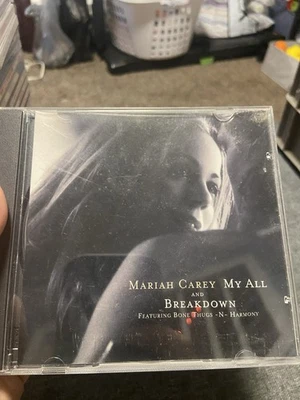 MARIAH CAREY MY ALL
AND
BREAKDOWN
FEATURING BONE THUGS -N- HARMONY